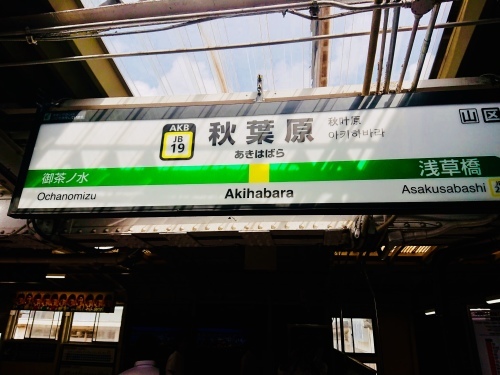 AKB
JB
19
秋葉原
あきはばら
秋叶原
아키하바라
山区
御茶ノ水
Ochanomizu
Akihabara
浅草橋
Asakusabashi